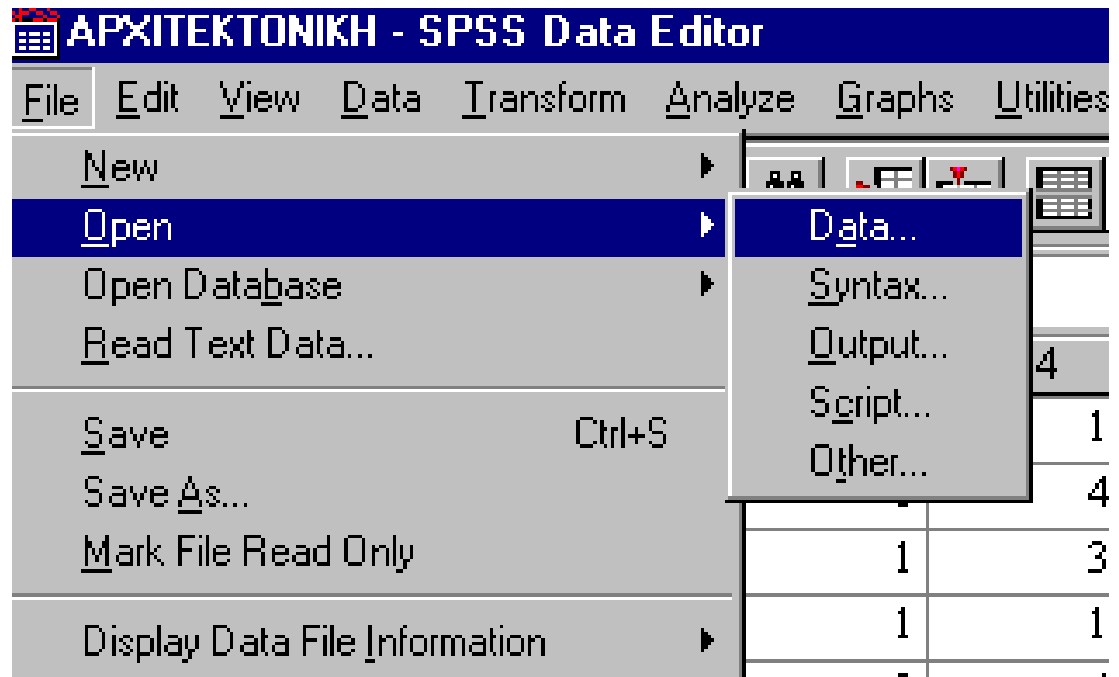 ΑΡΧΙΤΕΚΤΟΝΙΚΗ - SPSS Data Editor
File Edit View Data Transform Analyze Graphs Utilities
New
Open
Open Database
Read Text Data...
Save Ctrl+S
Save As...
Mark File Read Only
Display Data File Information
Data...
Syntax...
Output...
Script...
Other...
4
1
4
1 3
1 1